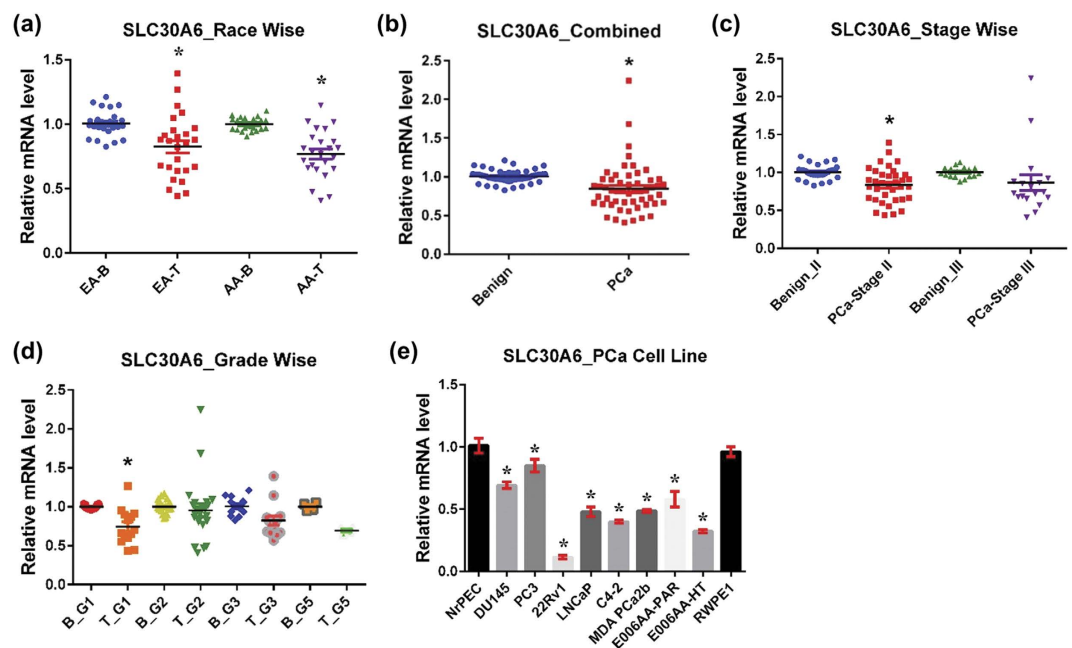 (a)
SLC30A6_Race Wise
Relative mRNA level
2.0
1.5
1.0
0.5
0.0
*
*
EA-B
EA-T
AA-B
AA-T
(b)
SLC30A6_Combined
Relative mRNA level
2.5
2.0
1.5
1.0
0.5
0.0
*
Benign
PCa
(c)
SLC30A6_Stage Wise
Relative mRNA level
2.5
2.0
1.5
1.0
0.5
0.0
*
Benign_II
PCa-Stage II
Benign_III
PCa-Stage III
(d)
SLC30A6_Grade Wise
Relative mRNA level
2.5
2.0
1.5
1.0
0.5
0.0
*
B_G1
T_G1
B_G2
T_G2
B_G3
T_G3
B_G5
T_G5
(e)
SLC30A6_PCa Cell Line
Relative mRNA level
1.5
1.0
0.5
0.0
*
*
*
*
*
*
*
*
NrPEC
DU145
PC3
22Rv1
LNCaP
C4-2
MDA PCa2b
E006AA-PAR
E006AA-HT
RWPE1